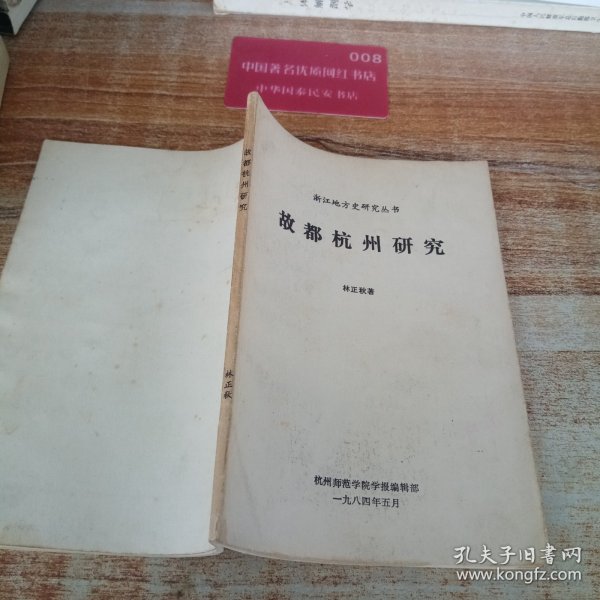 008
中国著名优质网红书店
中华国泰民安书店
故都杭州研究
林正秋
浙江地方史研究丛书
故都杭州研究
林正秋著
杭州师范学院学报编辑部
一九八四年五月
孔夫子旧书网
www.kongfz.com